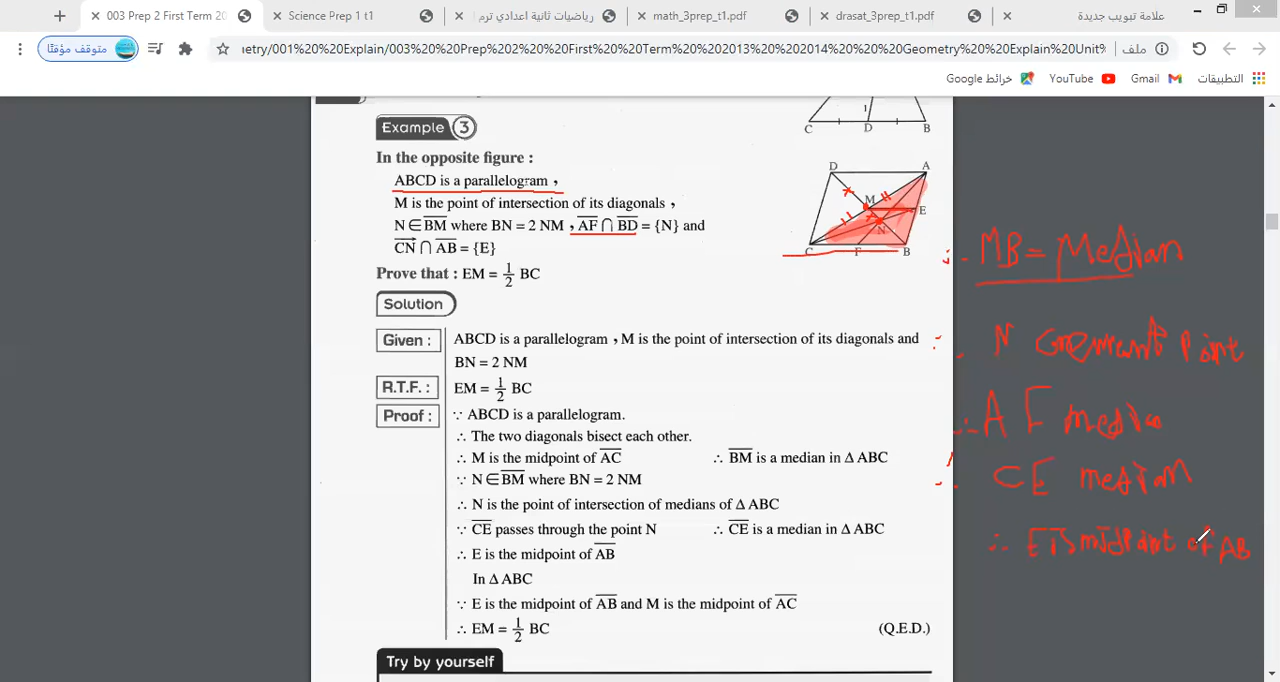 003 Prep 2 First Term 20
Science Prep 1 t1
رياضيات ثانية اعدادي ترم
math_3prep_t1.pdf
drasat_3prep_t1.pdf
علامة تبويب جديدة
متوقف مؤقتًا
etry/001%20%20Explain/003%20%20Prep%202%20%20First%20%20Term%20%202013%20%20%202014%20%20Geometry%20%20Explain%20Unit%
ملف
التطبيقات
Gmail
YouTube
خرائط Google
C D B
1
Example 3
In the opposite figure :
ABCD is a parallelogram ,
M is the point of intersection of its diagonals ,
N ∈ BM where BN = 2 NM , AF ∩ BD = {N} and
CN ∩ AB = {E}
Prove that : EM = 1/2 BC
D A
M
E
N
C F B
Solution
Given : ABCD is a parallelogram , M is the point of intersection of its diagonals and
BN = 2 NM
R.T.F. : EM = 1/2 BC
Proof : ∵ ABCD is a parallelogram.
∴ The two diagonals bisect each other.
∴ M is the midpoint of AC ∴ BM is a median in Δ ABC
∵ N ∈ BM where BN = 2 NM
∴ N is the point of intersection of medians of Δ ABC
∵ CE passes through the point N ∴ CE is a median in Δ ABC
∴ E is the midpoint of AB
In Δ ABC
∵ E is the midpoint of AB and M is the midpoint of AC
∴ EM = 1/2 BC (Q.E.D.)
Try by yourself
∴ MB = Median
N Point
∴ A F
CE median
∴ E is midpoint of AB